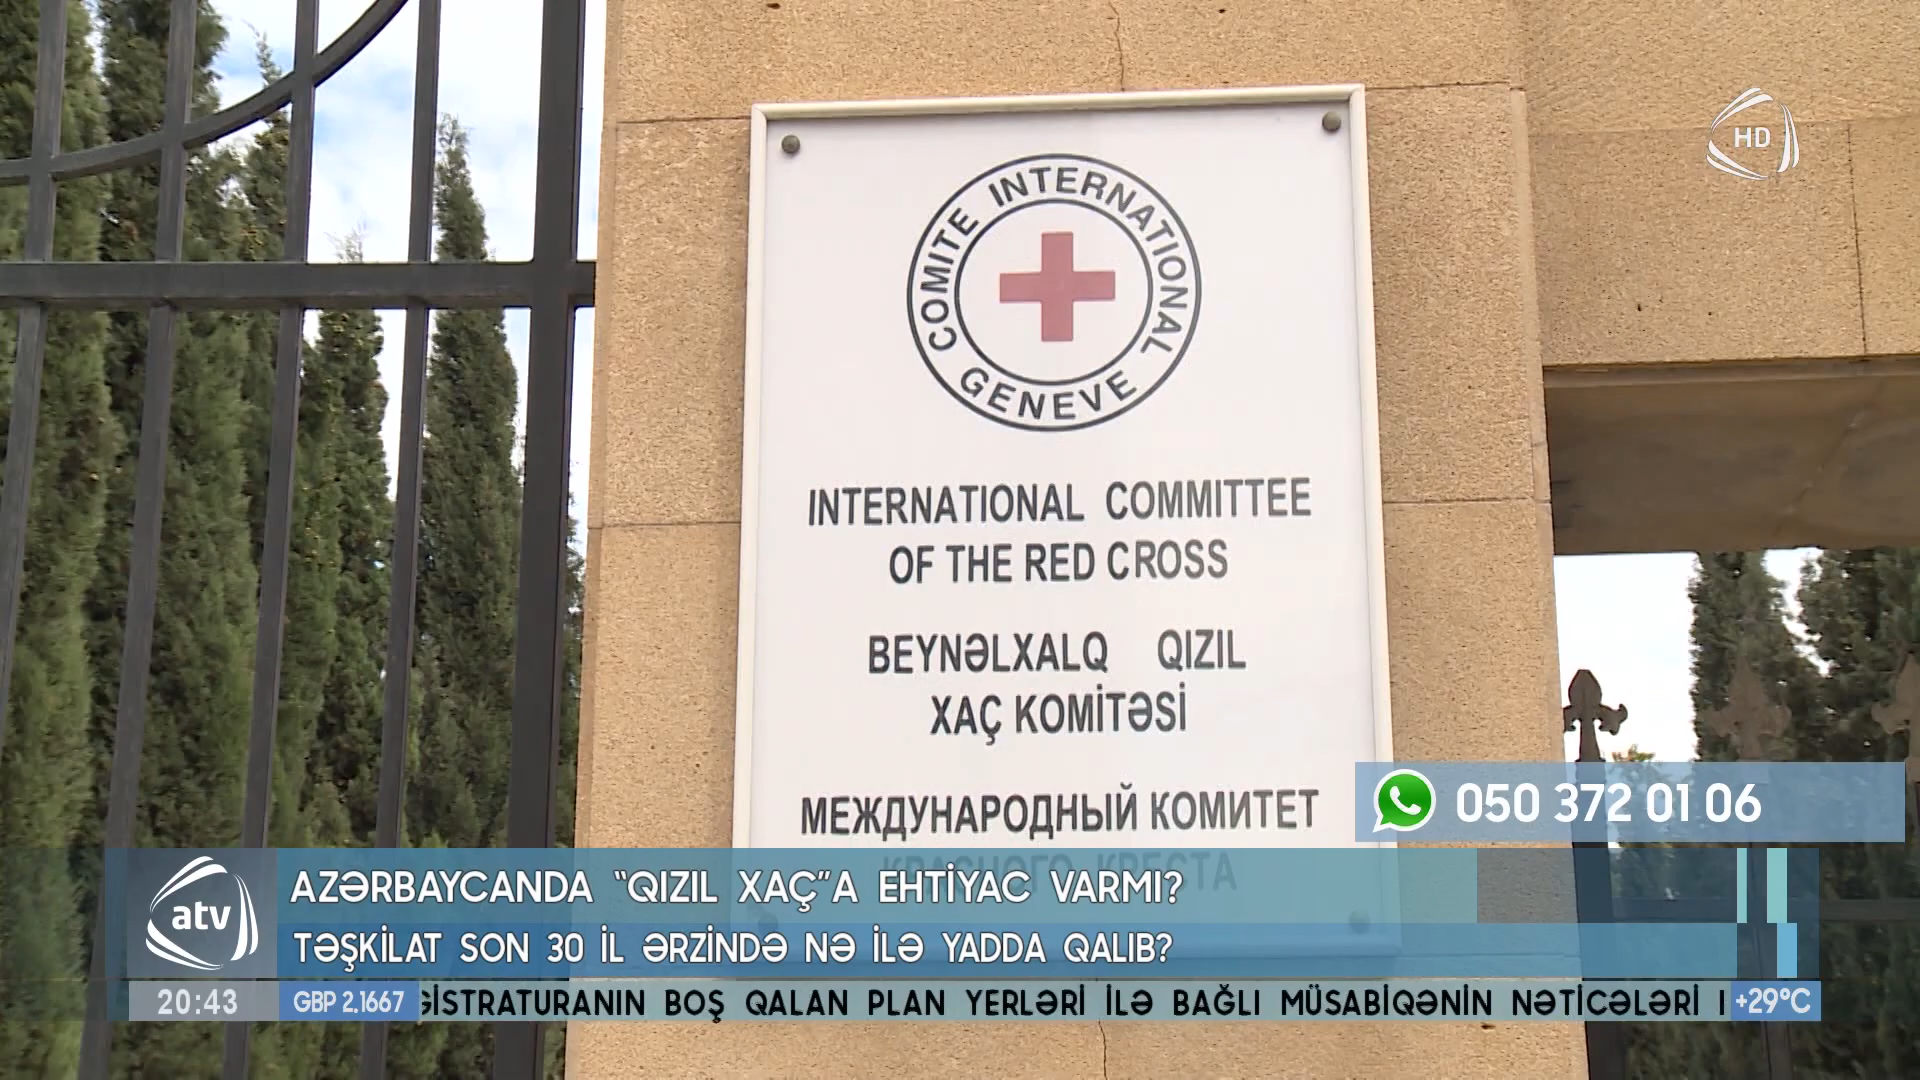 HD
COMITE INTERNATIONAL GENEVE
INTERNATIONAL COMMITTEE
OF THE RED CROSS
BEYNƏLXALQ QIZIL
XAÇ KOMİTƏSİ
МЕЖДУНАРОДНЫЙ КОМИТЕТ
КРАСНОГО КРЕСТА
050 372 01 06
atv
AZƏRBAYCANDA “QIZIL XAÇ”A EHTİYAC VARMI?
TƏŞKİLAT SON 30 İL ƏRZİNDƏ NƏ İLƏ YADDA QALIB?
20:43 GBP 2.1667 GİSTRATURANIN BOŞ QALAN PLAN YERLƏRİ İLƏ BAĞLI MÜSABİQƏNİN NƏTİCƏLƏRİ +29°C